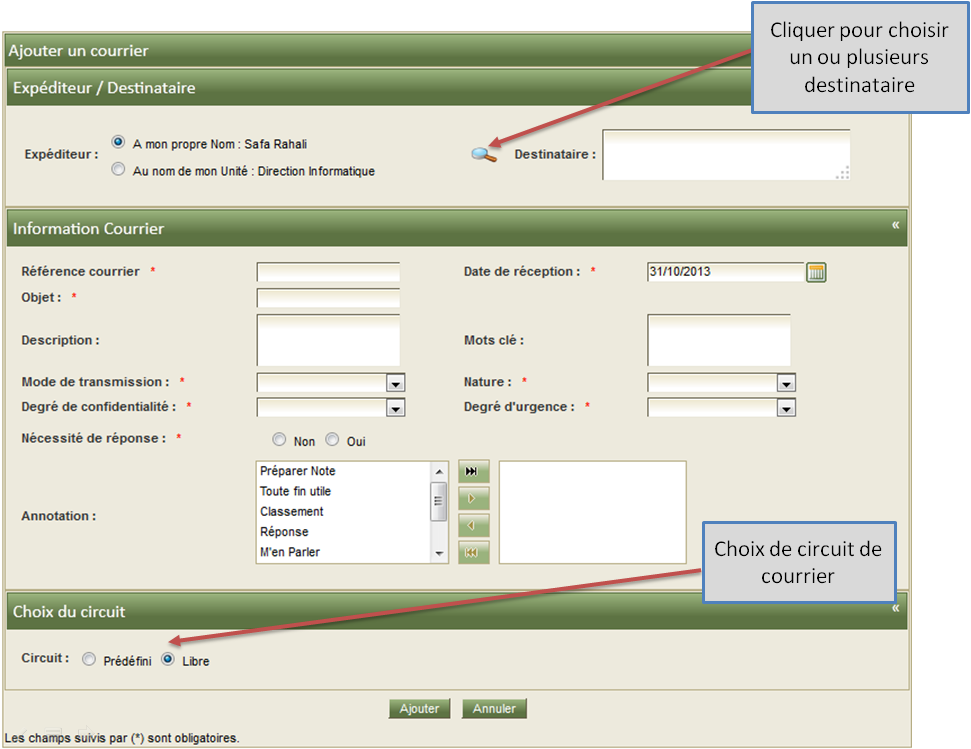 Cliquer pour choisir
un ou plusieurs
destinataire
Ajouter un courrier
Expéditeur / Destinataire
Expéditeur :
A mon propre Nom : Safa Rahali
Au nom de mon Unité : Direction Informatique
Destinataire :
Information Courrier «
Référence courrier *
Date de réception : * 31/10/2013
Objet : *
Description :
Mots clé :
Mode de transmission : *
Nature : *
Degré de confidentialité : *
Degré d'urgence : *
Nécessité de réponse : * Non Oui
Annotation :
Préparer Note
Toute fin utile
Classement
Réponse
M'en Parler
Choix de circuit de
courrier
Choix du circuit «
Circuit : Prédéfini Libre
Ajouter Annuler
Les champs suivis par (*) sont obligatoires.